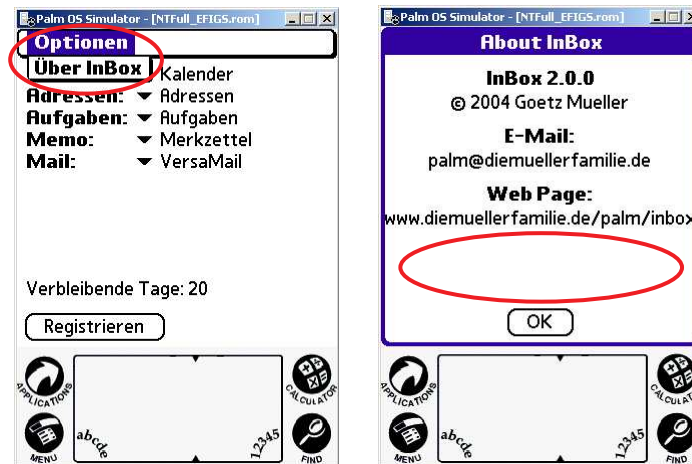 Palm OS Simulator - [NTFull_EFIGS.rom]
Optionen
Über InBox
Kalender
Adressen: Adressen
Aufgaben: Aufgaben
Memo: Merkzettel
Mail: VersaMail
Verbleibende Tage: 20
Registrieren
APPLICATIONS
MENU
abcde
12345
CALCULATOR
FIND
Palm OS Simulator - [NTFull_EFIGS.rom]
About InBox
InBox 2.0.0
© 2004 Goetz Mueller
E-Mail:
palm@diemuellerfamilie.de
Web Page:
www.diemuellerfamilie.de/palm/inbox
OK
APPLICATIONS
MENU
abcde
12345
CALCULAT
FIND